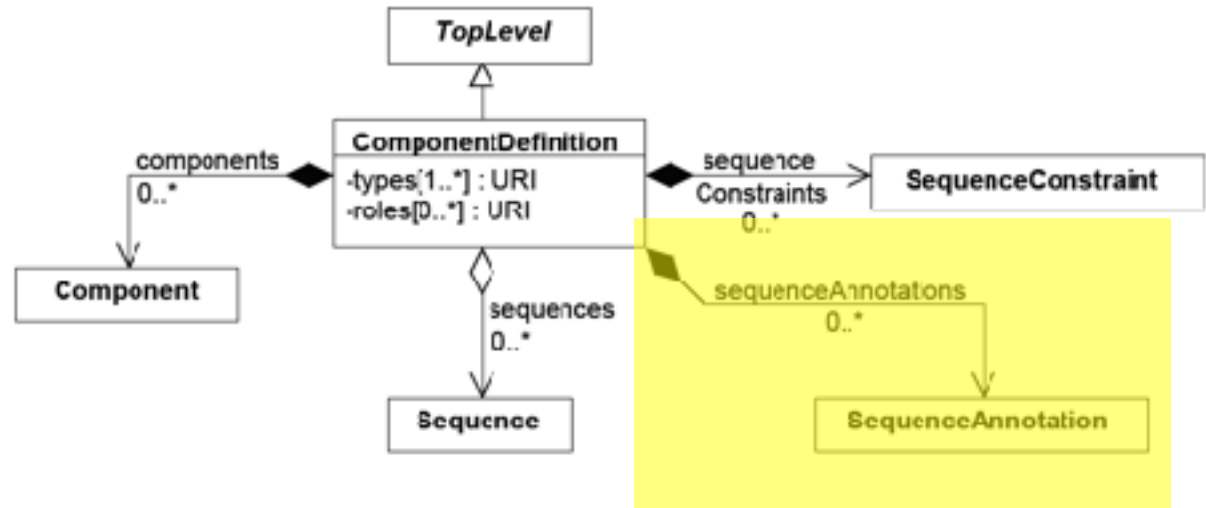 TopLevel
ComponentDefinition
-types[1..*] : URI
-roles[0..*] : URI
components
0..*
sequence
Constraints
0..*
SequenceConstraint
Component
sequences
0..*
sequenceAnnotations
0..*
Sequence
SequenceAnnotation